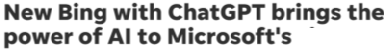 New Bing with ChatGPT brings the
power of AI to Microsoft's